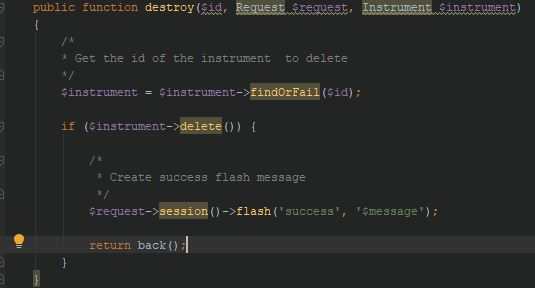 public function destroy($id, Request $request, Instrument $instrument)
{
/*
* Get the id of the instrument  to delete
*/
$instrument = $instrument->findOrFail($id);
if ($instrument->delete()) {
/*
* Create success flash message
*/
$request->session()->flash('success', '$message');
return back();
}
}